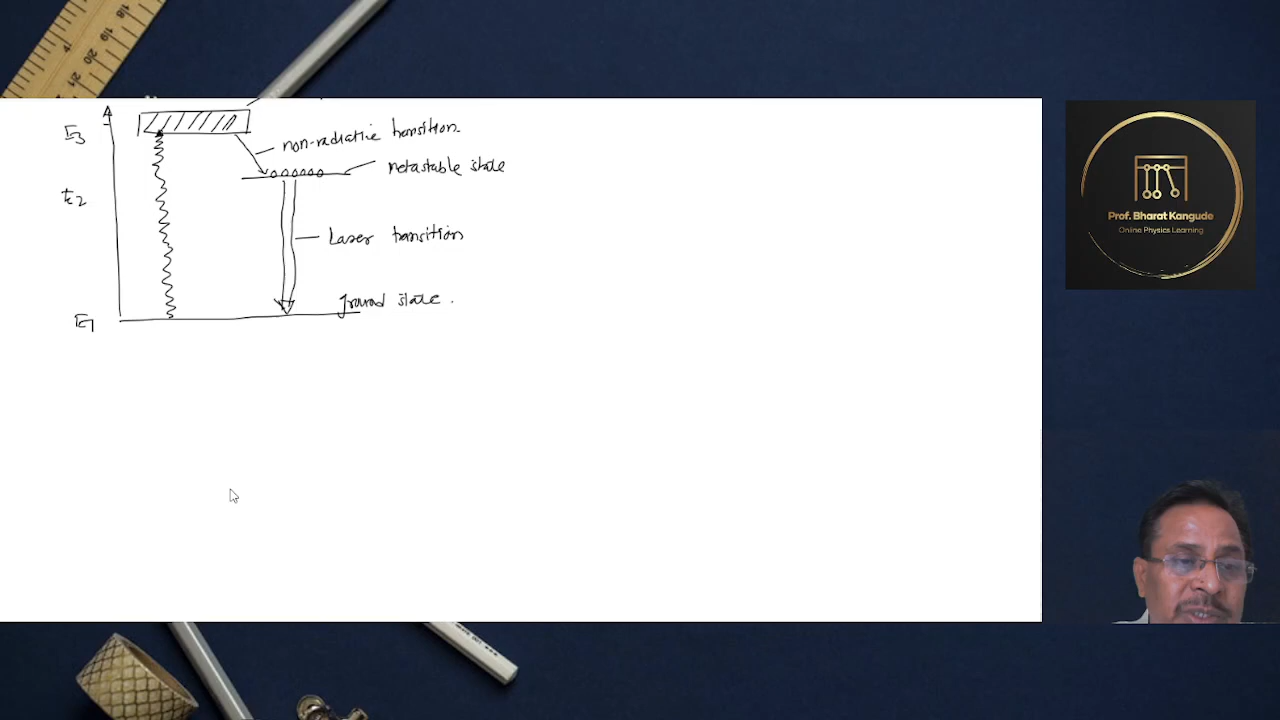 E3
non-radiative transition.
metastable state
E2
Laser transition
ground state.
E1
Prof. Bharat Kangude
Online Physics Learning